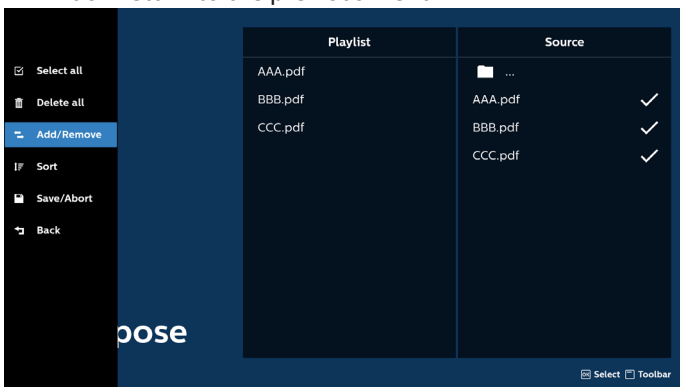 Select all
Delete all
Add/Remove
Sort
Save/Abort
Back
pose
Playlist
AAA.pdf
BBB.pdf
CCC.pdf
Source
...
AAA.pdf
BBB.pdf
CCC.pdf
OK Select Toolbar